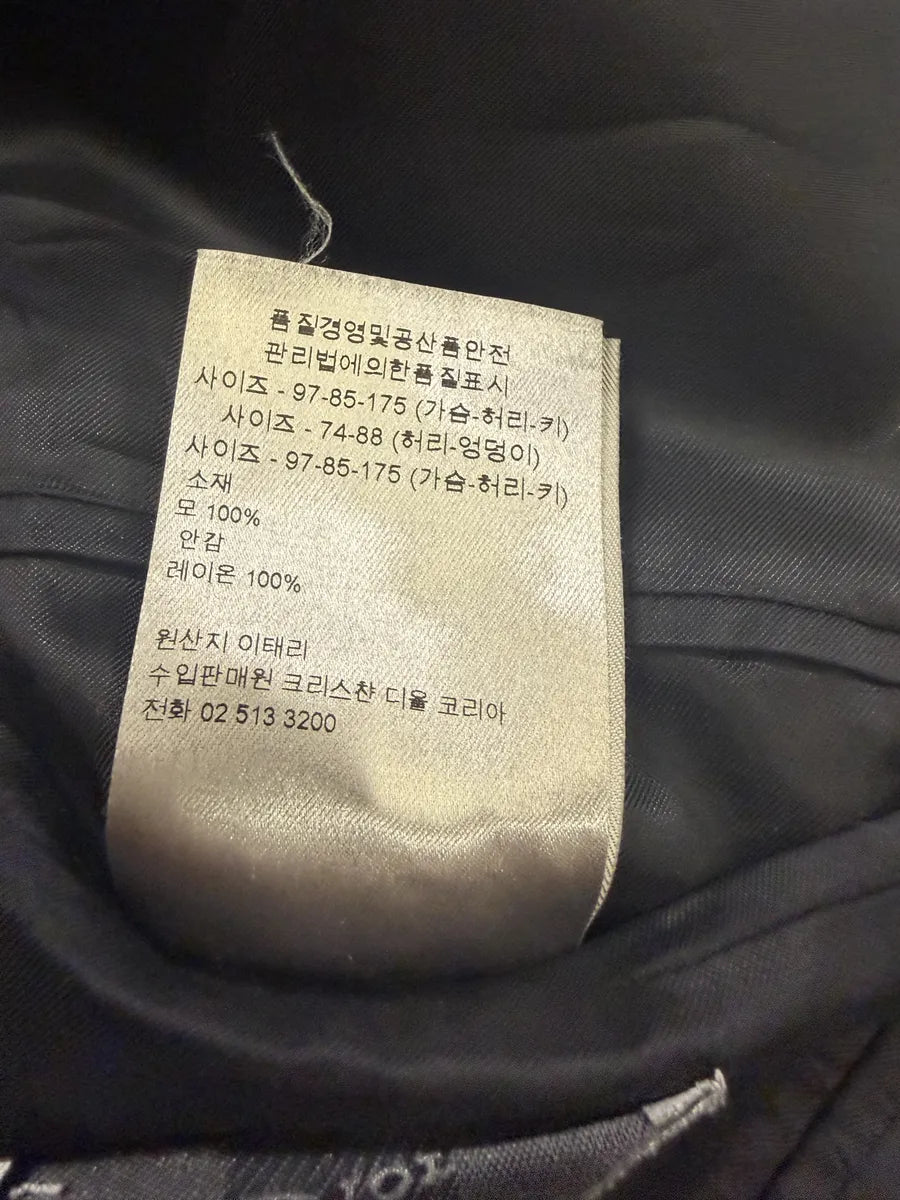 품질경영및공산품안전
관리법에의한품질표시
사이즈 - 97-85-175 (가슴-허리-키)
사이즈 - 74-88 (허리-엉덩이)
사이즈 - 97-85-175 (가슴-허리-키)
소재
모 100%
안감
레이온 100%
원산지 이태리
수입판매원 크리스챤 디올 코리아
전화 02 513 3200